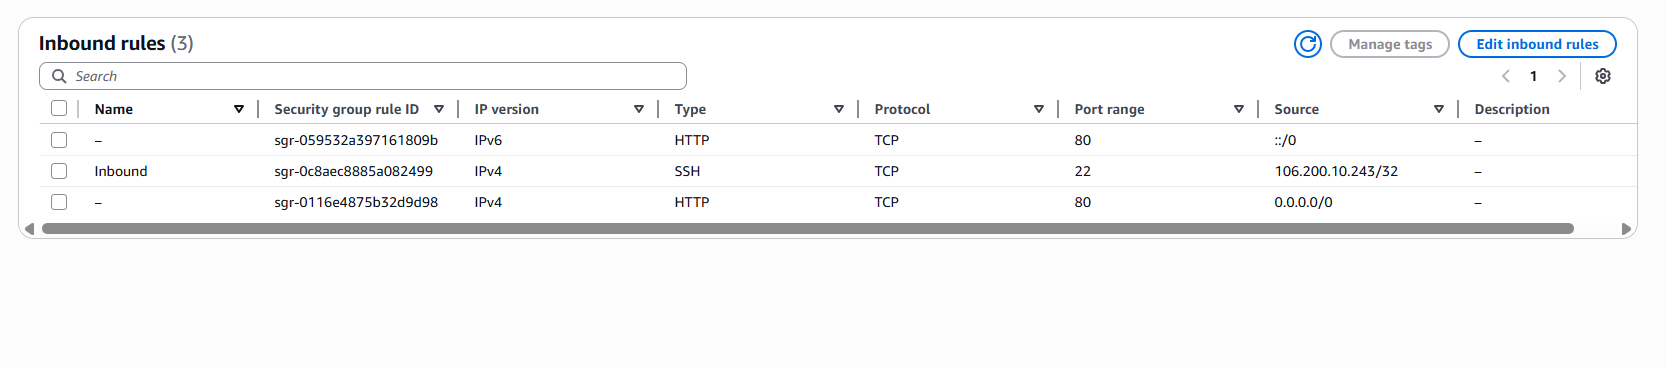 Inbound rules (3)
Manage tags
Edit inbound rules
Search
1
Name Security group rule ID IP version Type Protocol Port range Source Description
– sgr-059532a397161809b IPv6 HTTP TCP 80 ::/0 –
Inbound sgr-0c8aec8885a082499 IPv4 SSH TCP 22 106.200.10.243/32 –
– sgr-0116e4875b32d9d98 IPv4 HTTP TCP 80 0.0.0.0/0 –